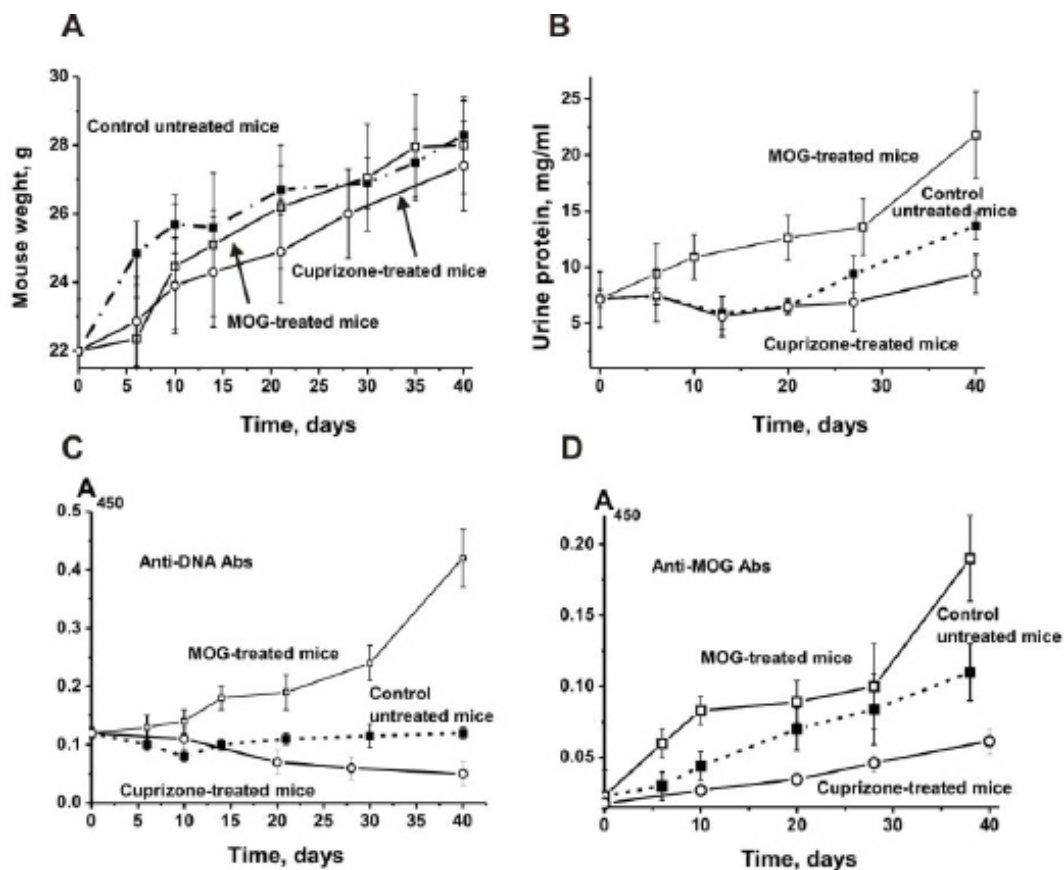 A
Mouse weght, g
30
28
26
24
22
Control untreated mice
Cuprizone-treated mice
MOG-treated mice
0 5 10 15 20 25 30 35 40
Time, days
B
Urine protein, mg/ml
25
20
15
10
5
MOG-treated mice
Control
untreated mice
Cuprizone-treated mice
0 10 20 30 40
Time, days
C
A450
0.5
0.4
0.3
0.2
0.1
0.0
Anti-DNA Abs
MOG-treated mice
Control
untreated mice
Cuprizone-treated mice
0 5 10 15 20 25 30 35 40
Time, days
D
A450
0.20
0.15
0.10
0.05
Anti-MOG Abs
Control
untreated mice
MOG-treated mice
Cuprizone-treated mice
0 10 20 30 40
Time, days